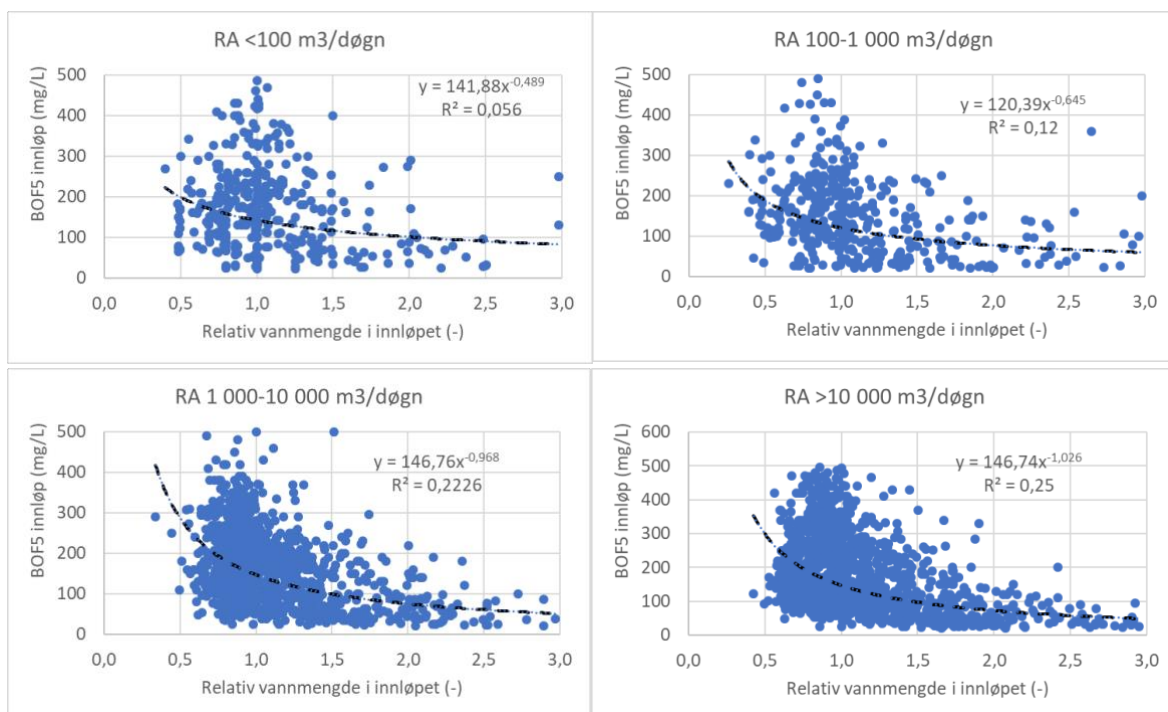 RA <100 m3/døgn
BOF5 innløp (mg/L)
500
400
300
200
100
0
y = 141,88x^-0,489
R² = 0,056
0,0 0,5 1,0 1,5 2,0 2,5 3,0
Relativ vannmengde i innløpet (-)
RA 100-1 000 m3/døgn
BOF5 innløp (mg/L)
500
400
300
200
100
0
y = 120,39x^-0,645
R² = 0,12
0,0 0,5 1,0 1,5 2,0 2,5 3,0
Relativ vannmengde i innløpet (-)
RA 1 000-10 000 m3/døgn
BOF5 innløp (mg/L)
500
400
300
200
100
0
y = 146,76x^-0,968
R² = 0,2226
0,0 0,5 1,0 1,5 2,0 2,5 3,0
Relativ vannmengde i innløpet (-)
RA >10 000 m3/døgn
BOF5 innløp (mg/L)
600
500
400
300
200
100
0
y = 146,74x^-1,026
R² = 0,25
0,0 0,5 1,0 1,5 2,0 2,5 3,0
Relativ vannmengde i innløpet (-)